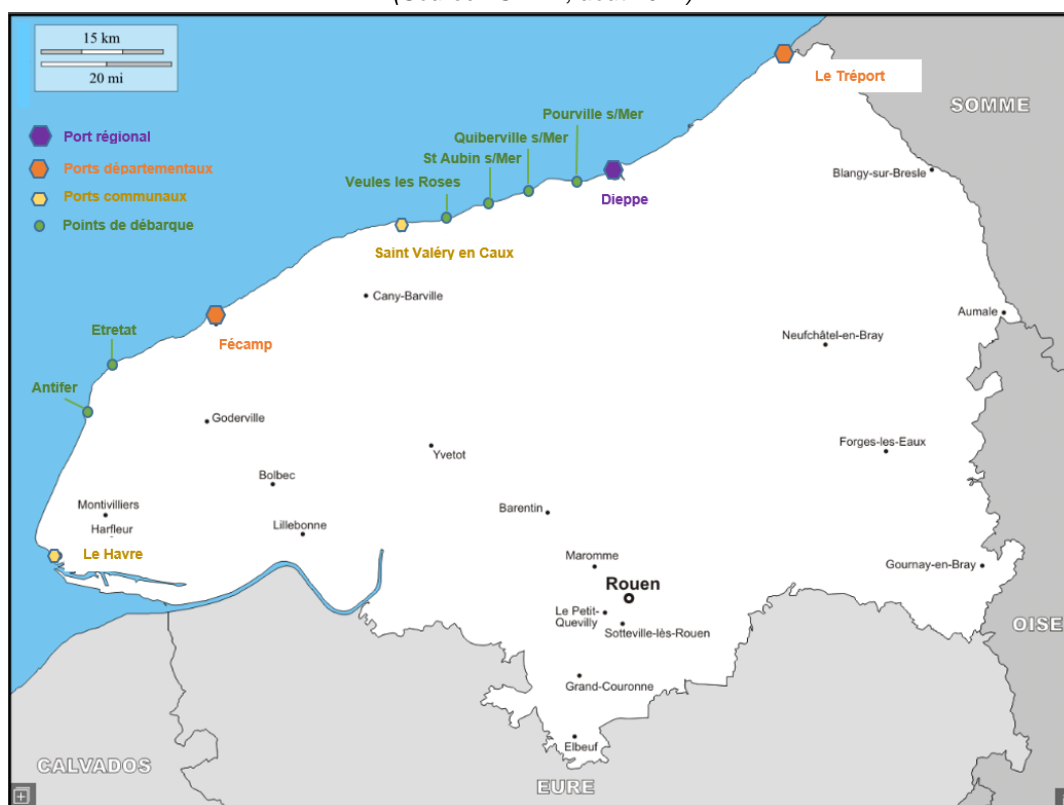 15 km
20 mi
Port régional
Ports départementaux
Ports communaux
Points de débarque
Le Tréport
SOMME
Pourville s/Mer
Quiberville s/Mer
St Aubin s/Mer
Veules les Roses
Blangy-sur-Bresle
Dieppe
Saint Valéry en Caux
Cany-Barville
Aumale
Etretat
Fécamp
Neufchâtel-en-Bray
Antifer
Goderville
Yvetot
Forges-les-Eaux
Bolbec
Montivilliers
Barentin
Harfleur
Lillebonne
Le Havre
Maromme
Gournay-en-Bray
Rouen
Le Petit-
Quevilly
Sotteville-lès-Rouen
OISE
Grand-Couronne
Elbeuf
CALVADOS
EURE